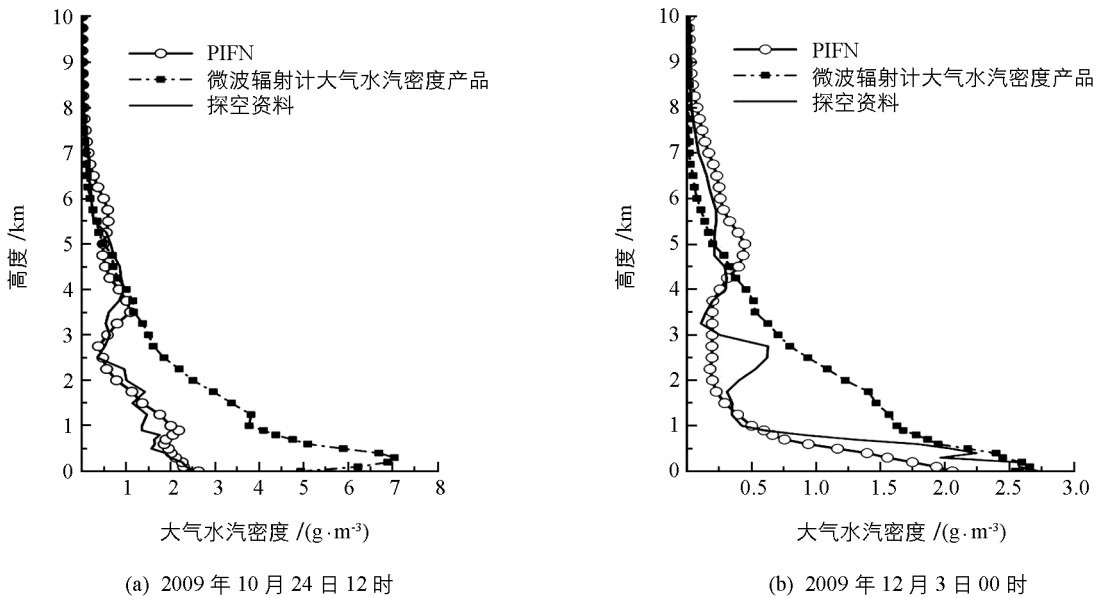 10
9
8
7
6
5
4
3
2
1
0
高度 /km
PIFN
微波辐射计大气水汽密度产品
探空资料
1 2 3 4 5 6 7 8
大气水汽密度 /(g·m⁻³)
(a) 2009 年 10 月 24 日 12 时
10
9
8
7
6
5
4
3
2
1
0
高度 /km
PIFN
微波辐射计大气水汽密度产品
探空资料
0.5 1.0 1.5 2.0 2.5 3.0
大气水汽密度 /(g·m⁻³)
(b) 2009 年 12 月 3 日 00 时